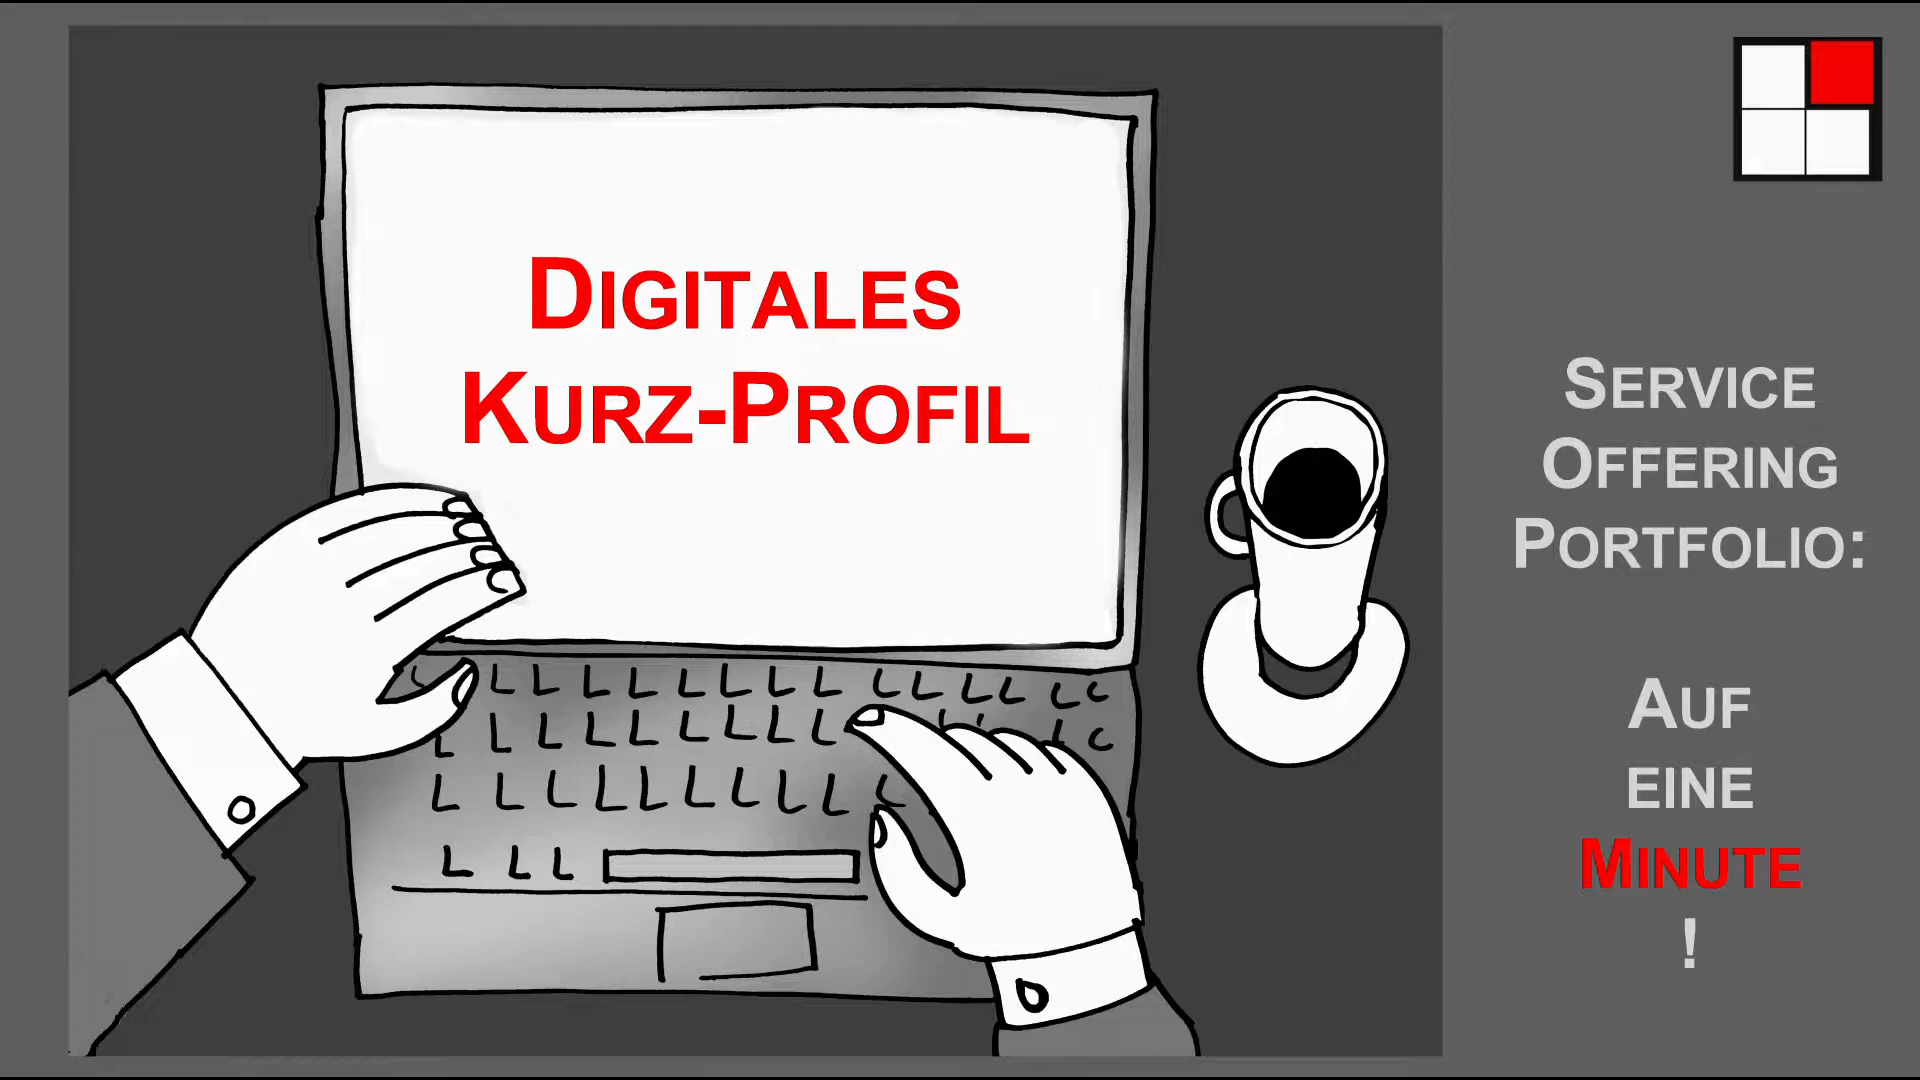 DIGITALES
KURZ-PROFIL
SERVICE
OFFERING
PORTFOLIO:
AUF
EINE
MINUTE
!